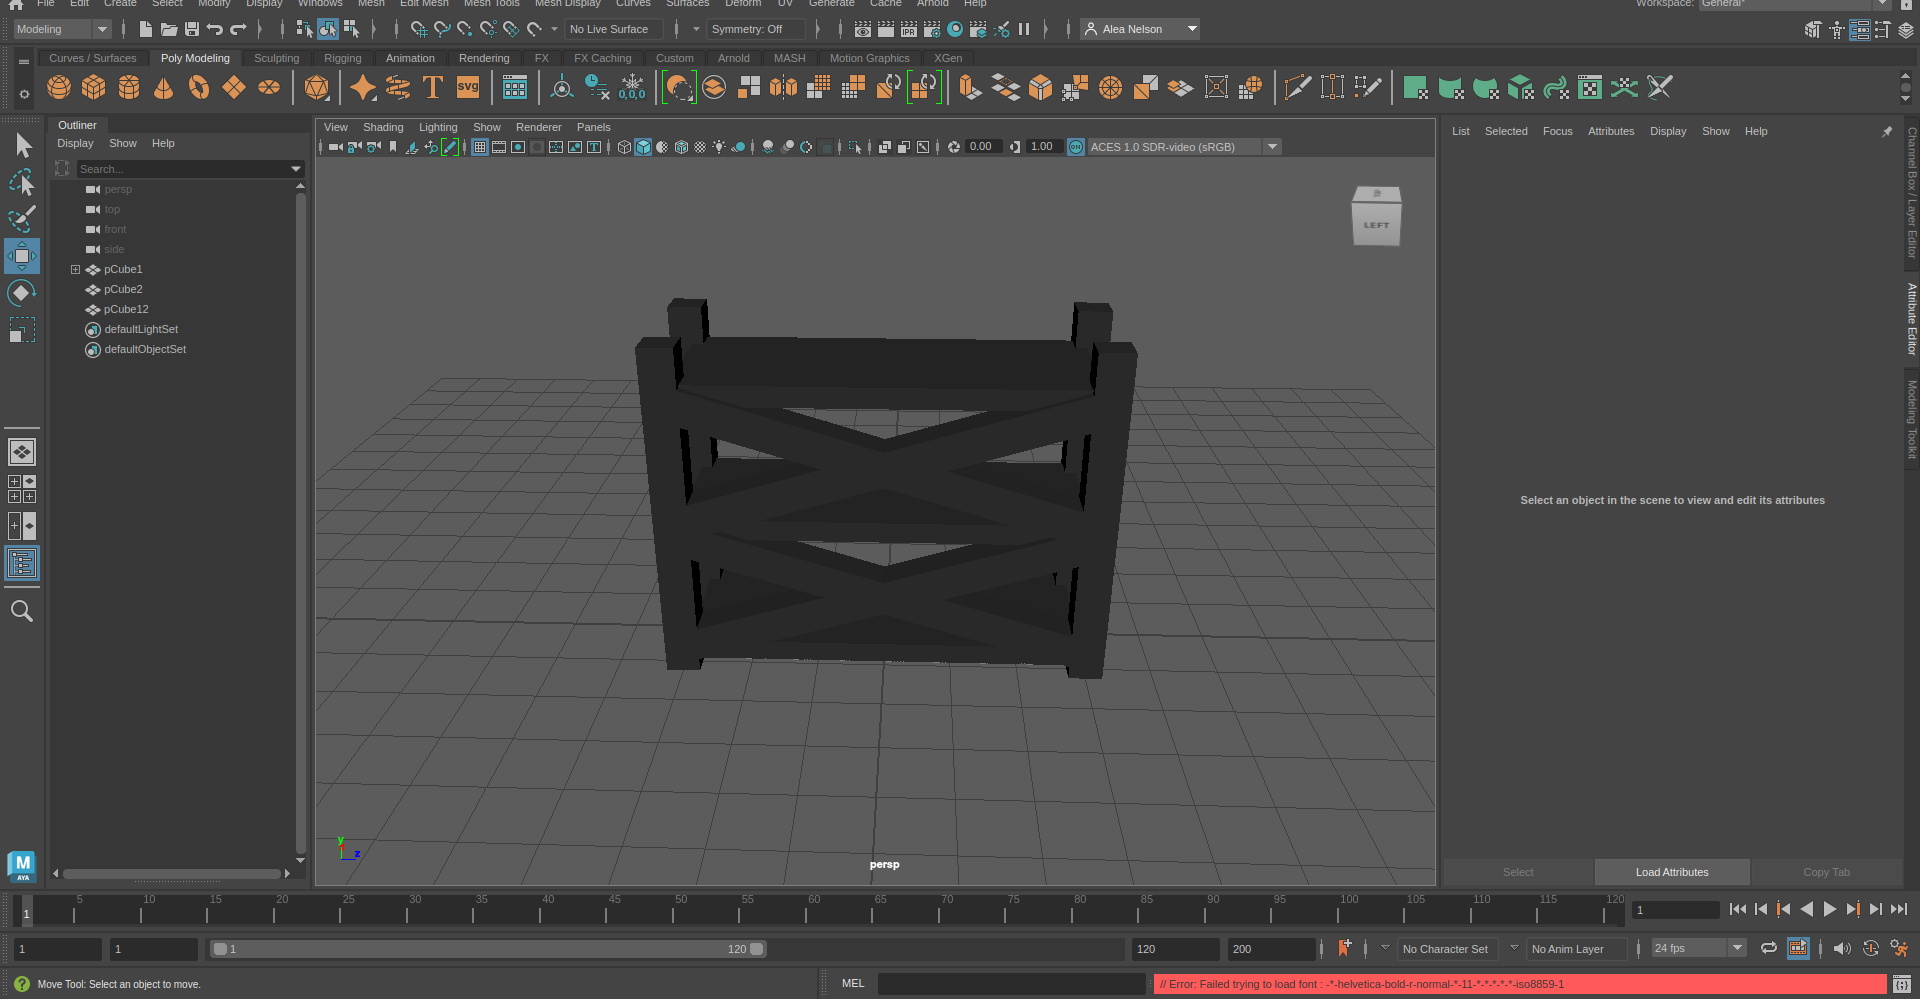 File Edit Create Select Modify Display Windows Mesh Edit Mesh Mesh Tools Mesh Display Curves Surfaces Deform UV Generate Cache Arnold Help Workspace: General*
Modeling No Live Surface Symmetry: Off IPR Alea Nelson
Curves / Surfaces Poly Modeling Sculpting Rigging Animation Rendering FX FX Caching Custom Arnold MASH Motion Graphics XGen
T svg 0,0,0
Outliner
Display Show Help
Search...
persp
top
front
side
pCube1
pCube2
pCube12
defaultLightSet
defaultObjectSet
View Shading Lighting Show Renderer Panels
0.00 1.00 ON ACES 1.0 SDR-video (sRGB)
LEFT
y
z
persp
List Selected Focus Attributes Display Show Help
Select an object in the scene to view and edit its attributes
Select Load Attributes Copy Tab
Channel Box / Layer Editor
Attribute Editor
Modeling Toolkit
M
AYA
1 5 10 15 20 25 30 35 40 45 50 55 60 65 70 75 80 85 90 95 100 105 110 115 120 1
1 1 1 120 120 200 No Character Set No Anim Layer 24 fps
? Move Tool: Select an object to move. MEL // Error: Failed trying to load font : -*-helvetica-bold-r-normal-*-11-*-*-*-*-*-iso8859-1